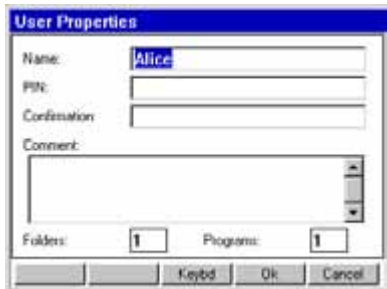 User Properties
Name: Alice
PIN:
Confirmation:
Comment:
Folders: 1 Programs: 1
Keybd Ok Cancel